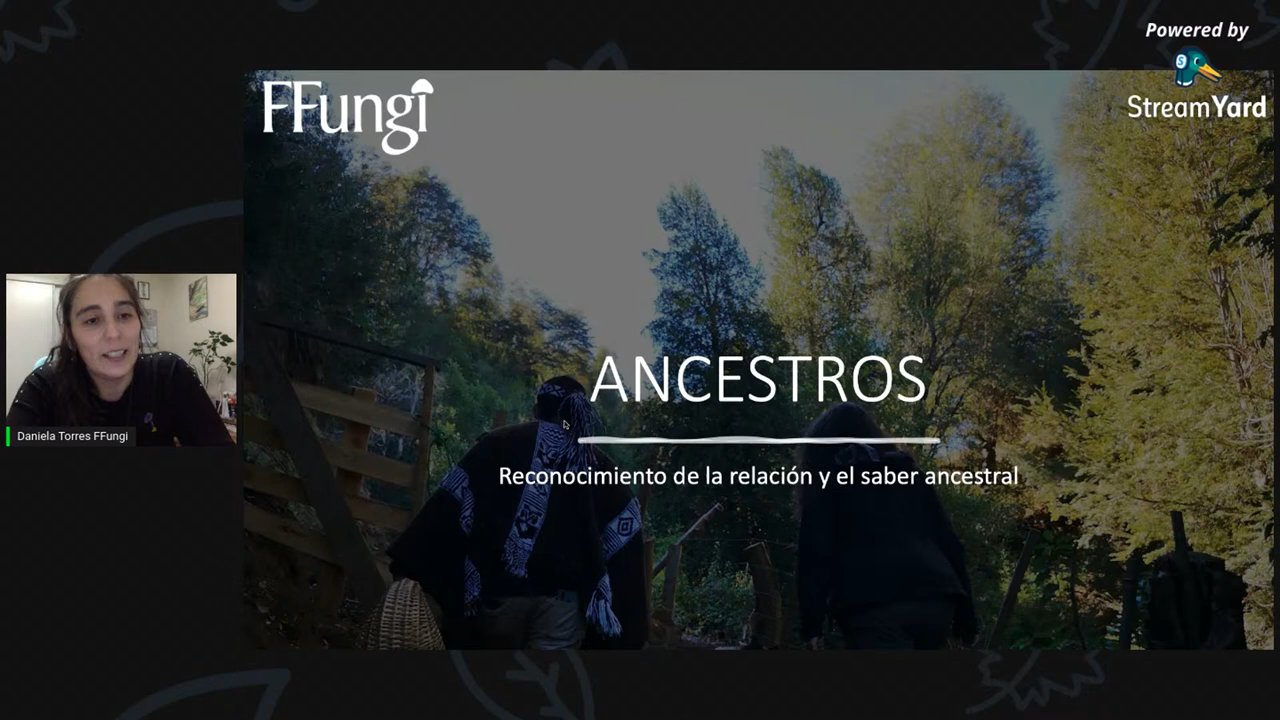 Powered by
StreamYard
FFungi
ANCESTROS
Reconocimiento de la relación y el saber ancestral
Daniela Torres FFungi